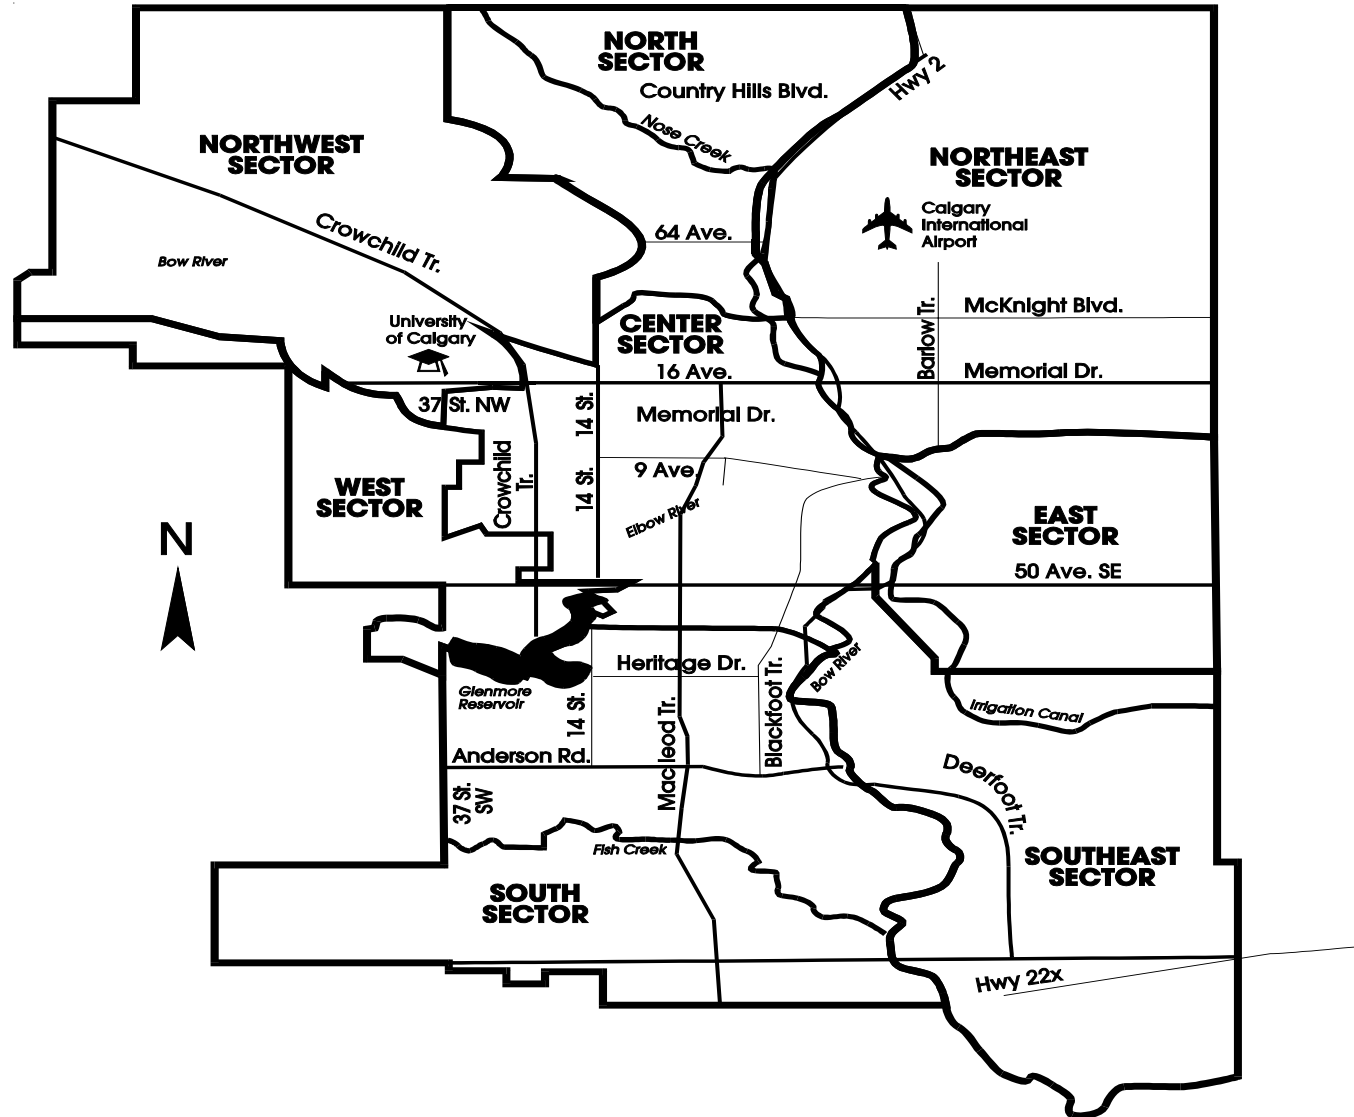 NORTH
SECTOR
Country Hills Blvd.
Hwy 2
Nose Creek
NORTHWEST
SECTOR
NORTHEAST
SECTOR
Calgary
International
Airport
Crowchild Tr.
64 Ave.
Bow River
McKnight Blvd.
Barlow Tr.
University
of Calgary
CENTER
SECTOR
16 Ave.
Memorial Dr.
37 St. NW
14 St.
Memorial Dr.
Crowchild
Tr.
14 St.
9 Ave.
WEST
SECTOR
Elbow River
EAST
SECTOR
N
50 Ave. SE
Heritage Dr.
Bow River
Glenmore
Reservoir
14 St.
Macleod Tr.
Blackfoot Tr.
Irrigation Canal
Anderson Rd.
Deerfoot Tr.
37 St.
SW
Fish Creek
SOUTHEAST
SECTOR
SOUTH
SECTOR
Hwy 22x